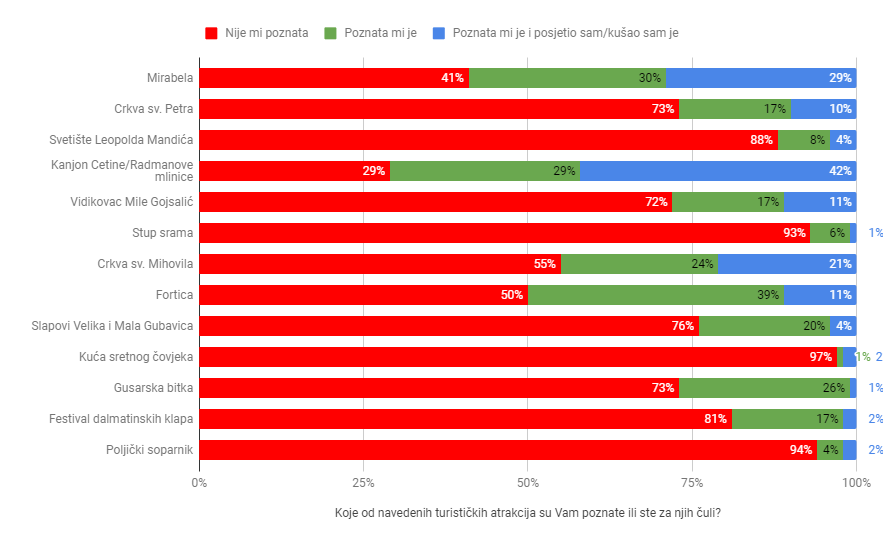 Nije mi poznata Poznata mi je Poznata mi je i posjetio sam/kušao sam je
Mirabela 41% 30% 29%
Crkva sv. Petra 73% 17% 10%
Svetište Leopolda Mandića 88% 8% 4%
Kanjon Cetine/Radmanove
mlinice 29% 29% 42%
Vidikovac Mile Gojsalić 72% 17% 11%
Stup srama 93% 6% 1%
Crkva sv. Mihovila 55% 24% 21%
Fortica 50% 39% 11%
Slapovi Velika i Mala Gubavica 76% 20% 4%
Kuća sretnog čovjeka 97% 1% 2
Gusarska bitka 73% 26% 1%
Festival dalmatinskih klapa 81% 17% 2%
Poljički soparnik 94% 4% 2%
0% 25% 50% 75% 100%
Koje od navedenih turističkih atrakcija su Vam poznate ili ste za njih čuli?